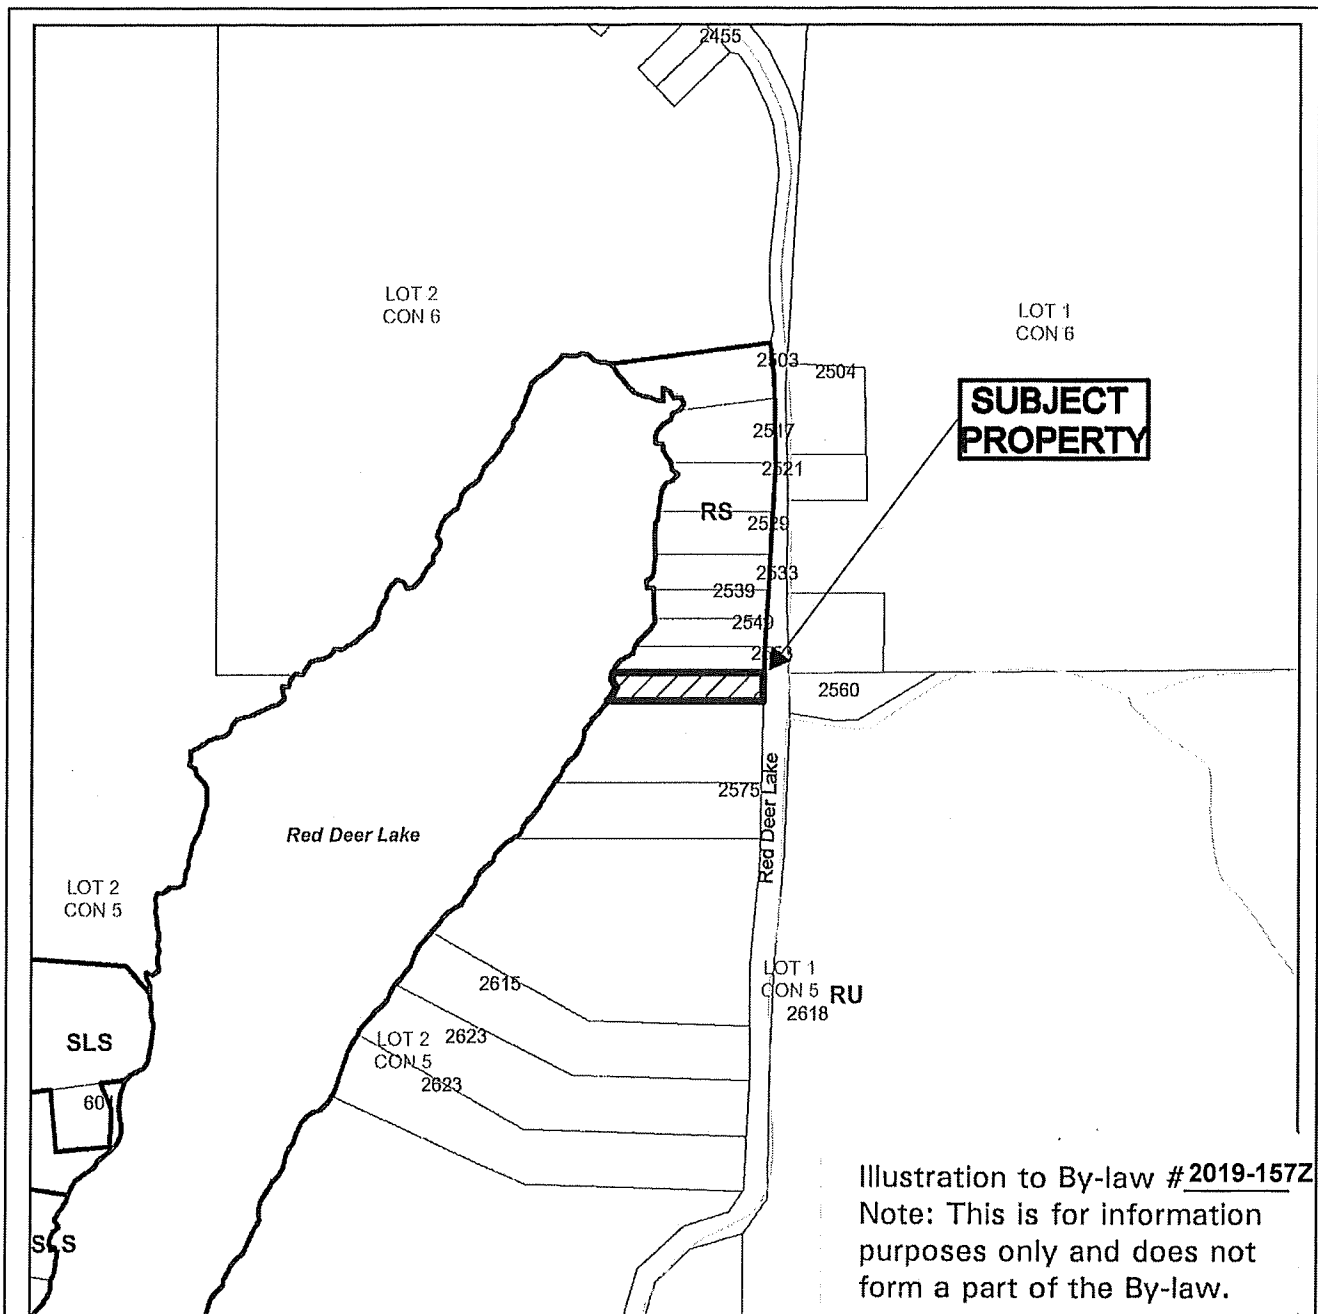 2455
LOT 2
CON 6
LOT 1
CON 6
2503
2504
SUBJECT
PROPERTY
2517
2521
RS
2529
2533
2539
2549
2553
2560
2575
Red Deer Lake
Red Deer Lake
LOT 2
CON 5
2615
LOT 1
CON 5
RU
2618
SLS
LOT 2
CON 5
2623
2623
601
SLS
Illustration to By-law #2019-157Z
Note: This is for information
purposes only and does not
form a part of the By-law.